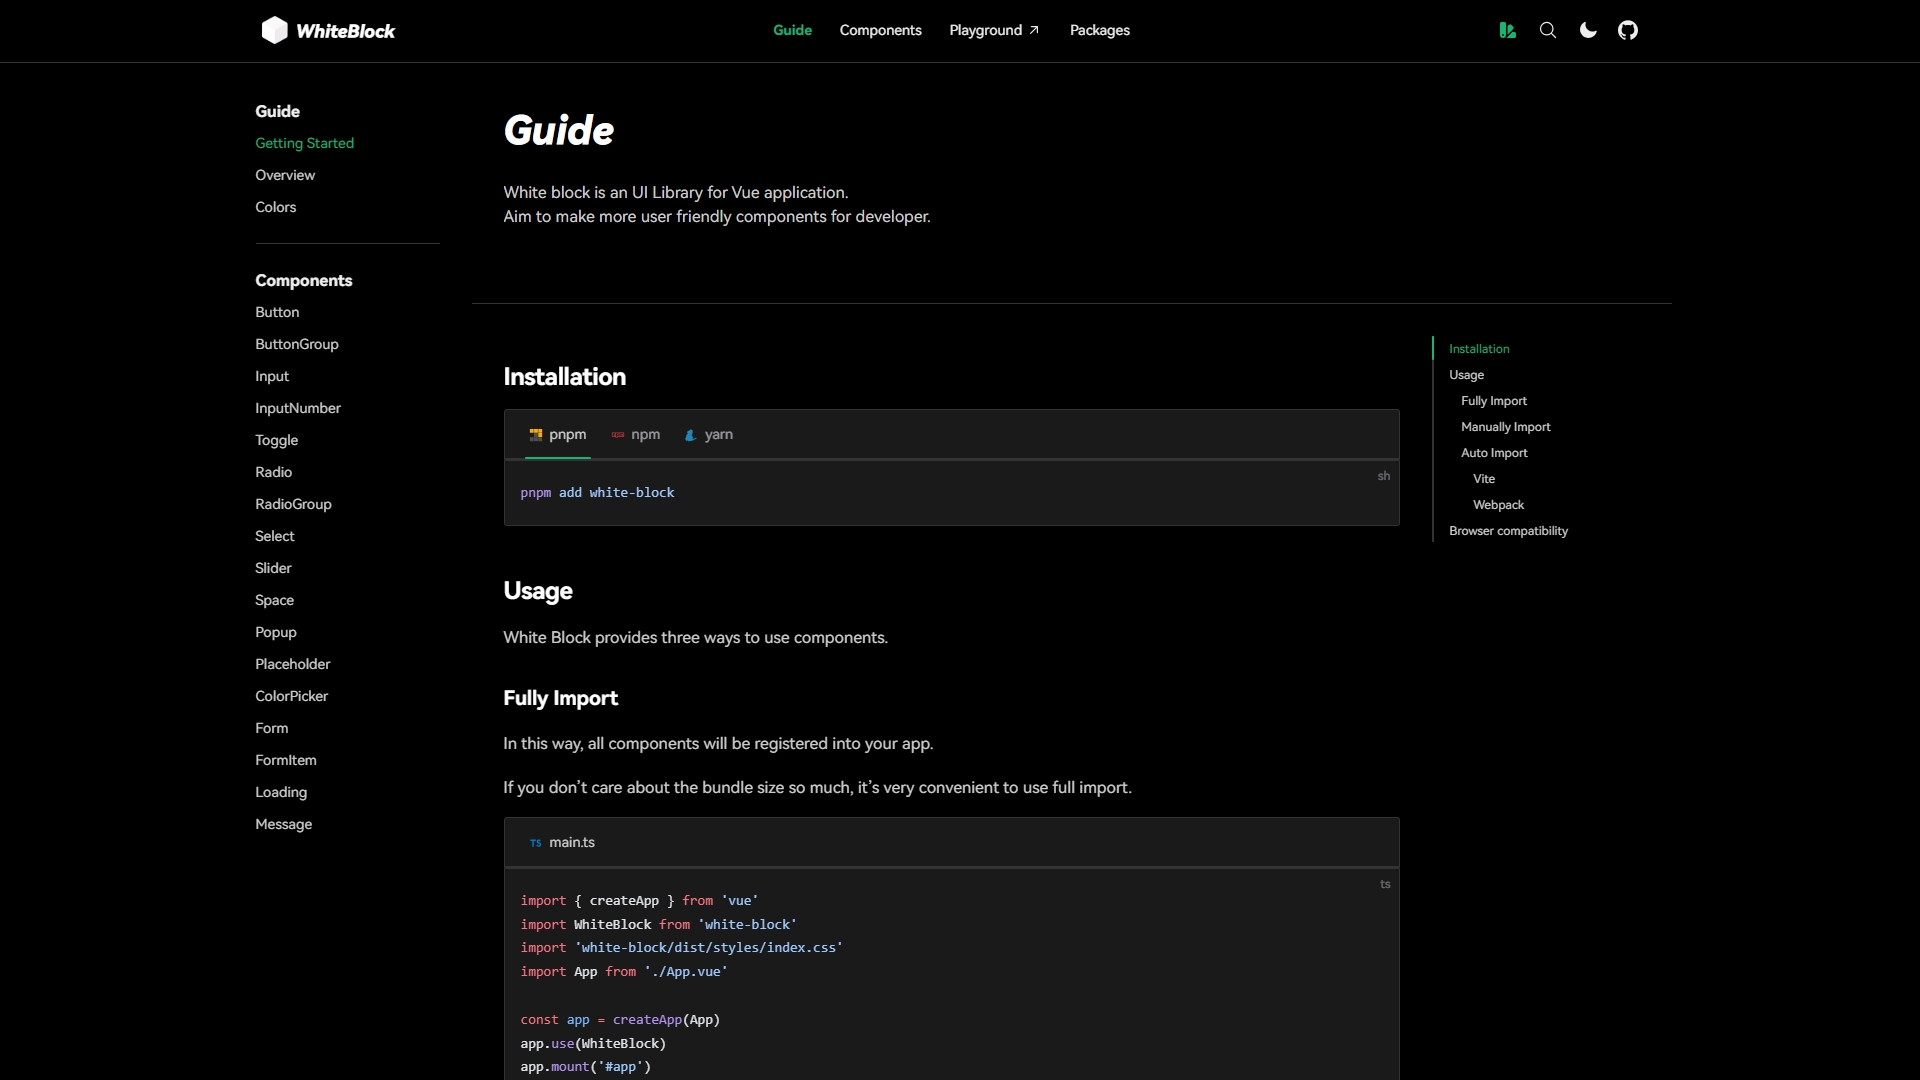 WhiteBlock
Guide
Components
Playground
Packages
Guide
Getting Started
Overview
Colors
Components
Button
ButtonGroup
Input
InputNumber
Toggle
Radio
RadioGroup
Select
Slider
Space
Popup
Placeholder
ColorPicker
Form
FormItem
Loading
Message
Guide
White block is an UI Library for Vue application.
Aim to make more user friendly components for developer.
Installation
pnpm
npm
yarn
sh
pnpm add white-block
Usage
White Block provides three ways to use components.
Fully Import
In this way, all components will be registered into your app.
If you don’t care about the bundle size so much, it’s very convenient to use full import.
TS main.ts
ts
import { createApp } from 'vue'
import WhiteBlock from 'white-block'
import 'white-block/dist/styles/index.css'
import App from './App.vue'
const app = createApp(App)
app.use(WhiteBlock)
app.mount('#app')
Installation
Usage
Fully Import
Manually Import
Auto Import
Vite
Webpack
Browser compatibility